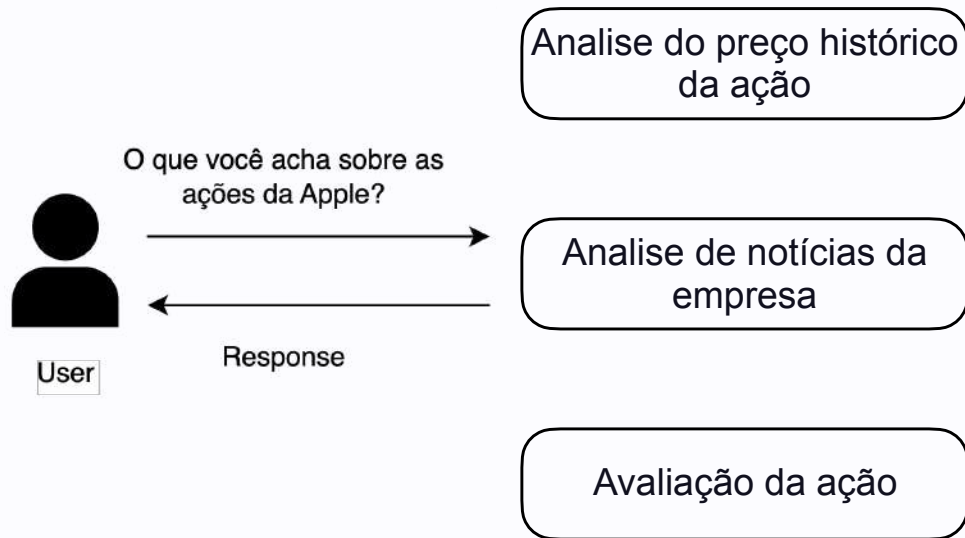 Analise do preço histórico
da ação
O que você acha sobre as
ações da Apple?
Analise de notícias da
empresa
Response
User
Avaliação da ação